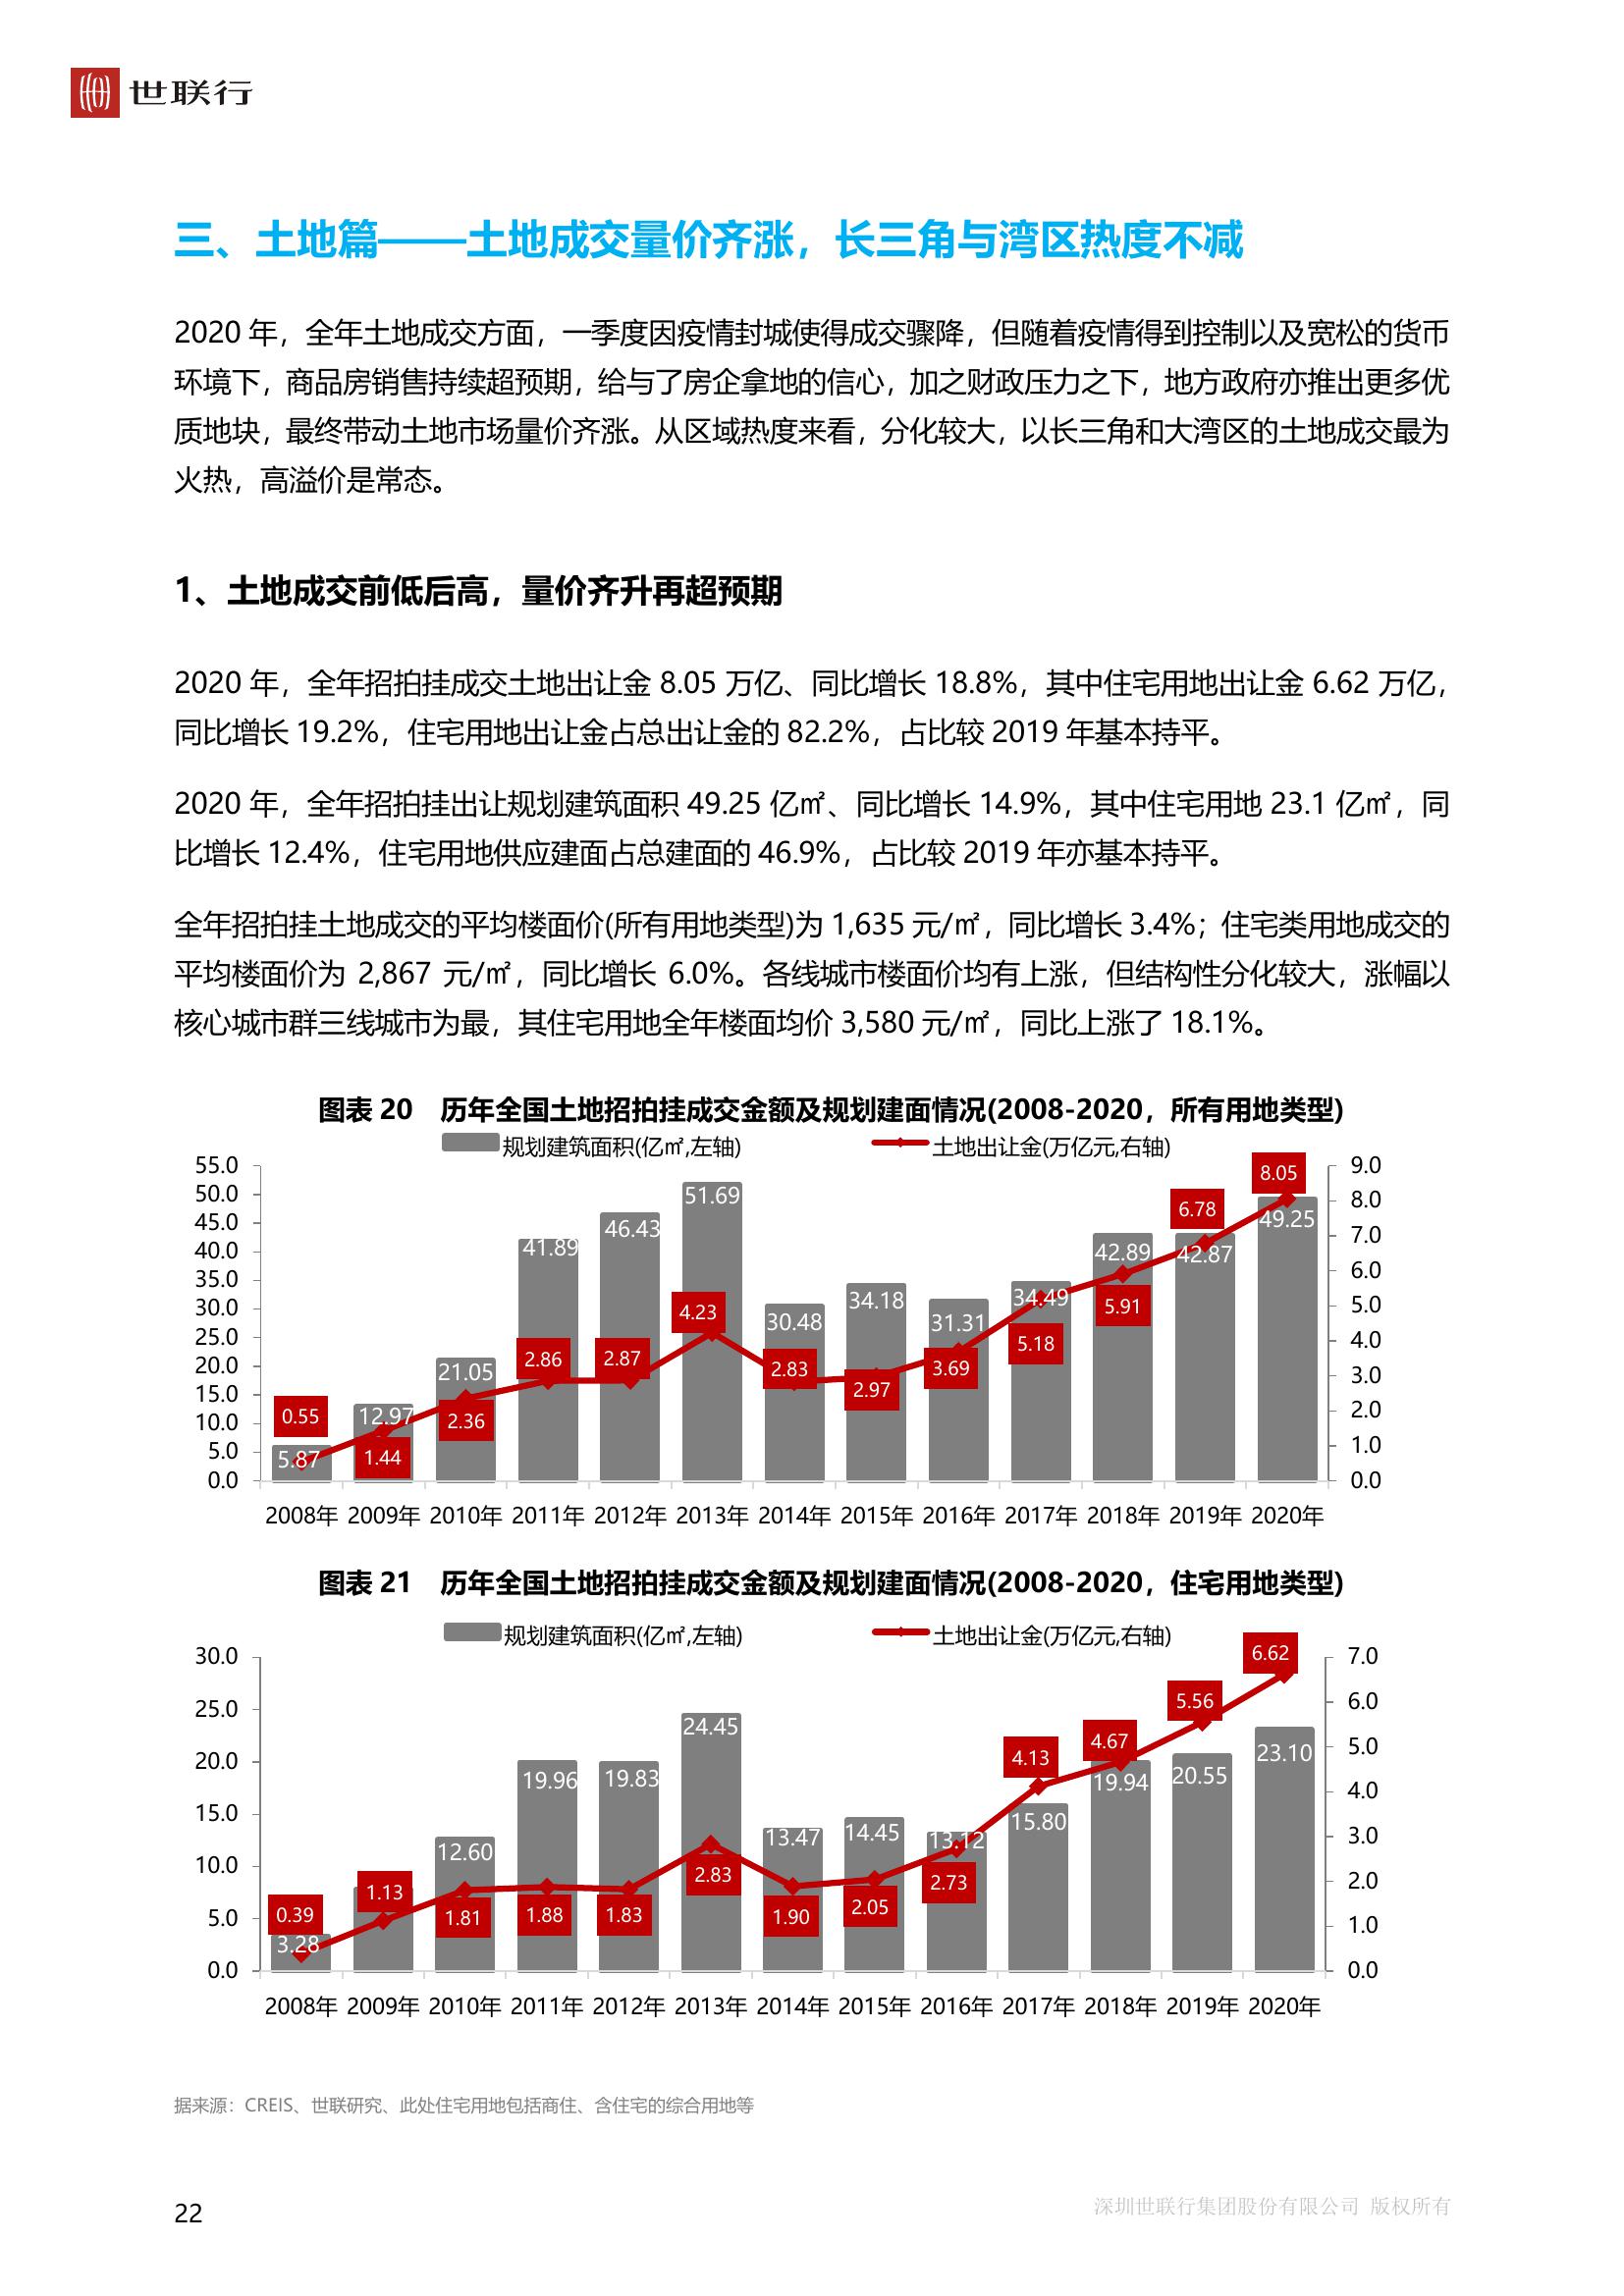 世联行
三、土地篇——土地成交量价齐涨，长三角与湾区热度不减
2020 年，全年土地成交方面，一季度因疫情封城使得成交骤降，但随着疫情得到控制以及宽松的货币
环境下，商品房销售持续超预期，给与了房企拿地的信心，加之财政压力之下，地方政府亦推出更多优
质地块，最终带动土地市场量价齐涨。从区域热度来看，分化较大，以长三角和大湾区的土地成交最为
火热，高溢价是常态。
1、土地成交前低后高，量价齐升再超预期
2020 年，全年招拍挂成交土地出让金 8.05 万亿、同比增长 18.8%，其中住宅用地出让金 6.62 万亿，
同比增长 19.2%，住宅用地出让金占总出让金的 82.2%，占比较 2019 年基本持平。
2020 年，全年招拍挂出让规划建筑面积 49.25 亿㎡、同比增长 14.9%，其中住宅用地 23.1 亿㎡，同
比增长 12.4%，住宅用地供应建面占总建面的 46.9%，占比较 2019 年亦基本持平。
全年招拍挂土地成交的平均楼面价(所有用地类型)为 1,635 元/㎡，同比增长 3.4%；住宅类用地成交的
平均楼面价为 2,867 元/㎡，同比增长 6.0%。各线城市楼面价均有上涨，但结构性分化较大，涨幅以
核心城市群三线城市为最，其住宅用地全年楼面均价 3,580 元/㎡，同比上涨了 18.1%。
图表 20 历年全国土地招拍挂成交金额及规划建面情况(2008-2020，所有用地类型)
规划建筑面积(亿㎡,左轴) 土地出让金(万亿元,右轴)
55.0
50.0
45.0
40.0
35.0
30.0
25.0
20.0
15.0
10.0
5.0
0.0
5.87 12.97 21.05 41.89 46.43 51.69 30.48 34.18 31.31 34.49 42.89 42.87 49.25
0.55 1.44 2.36 2.86 2.87 4.23 2.83 2.97 3.69 5.18 5.91 6.78 8.05
9.0
8.0
7.0
6.0
5.0
4.0
3.0
2.0
1.0
0.0
2008年 2009年 2010年 2011年 2012年 2013年 2014年 2015年 2016年 2017年 2018年 2019年 2020年
图表 21 历年全国土地招拍挂成交金额及规划建面情况(2008-2020，住宅用地类型)
规划建筑面积(亿㎡,左轴) 土地出让金(万亿元,右轴)
30.0
25.0
20.0
15.0
10.0
5.0
0.0
3.28 12.60 19.96 19.83 24.45 13.47 14.45 13.12 15.80 19.94 20.55 23.10
0.39 1.13 1.81 1.88 1.83 2.83 1.90 2.05 2.73 4.13 4.67 5.56 6.62
7.0
6.0
5.0
4.0
3.0
2.0
1.0
0.0
2008年 2009年 2010年 2011年 2012年 2013年 2014年 2015年 2016年 2017年 2018年 2019年 2020年
据来源：CREIS、世联研究、此处住宅用地包括商住、含住宅的综合用地等
22
深圳世联行集团股份有限公司 版权所有